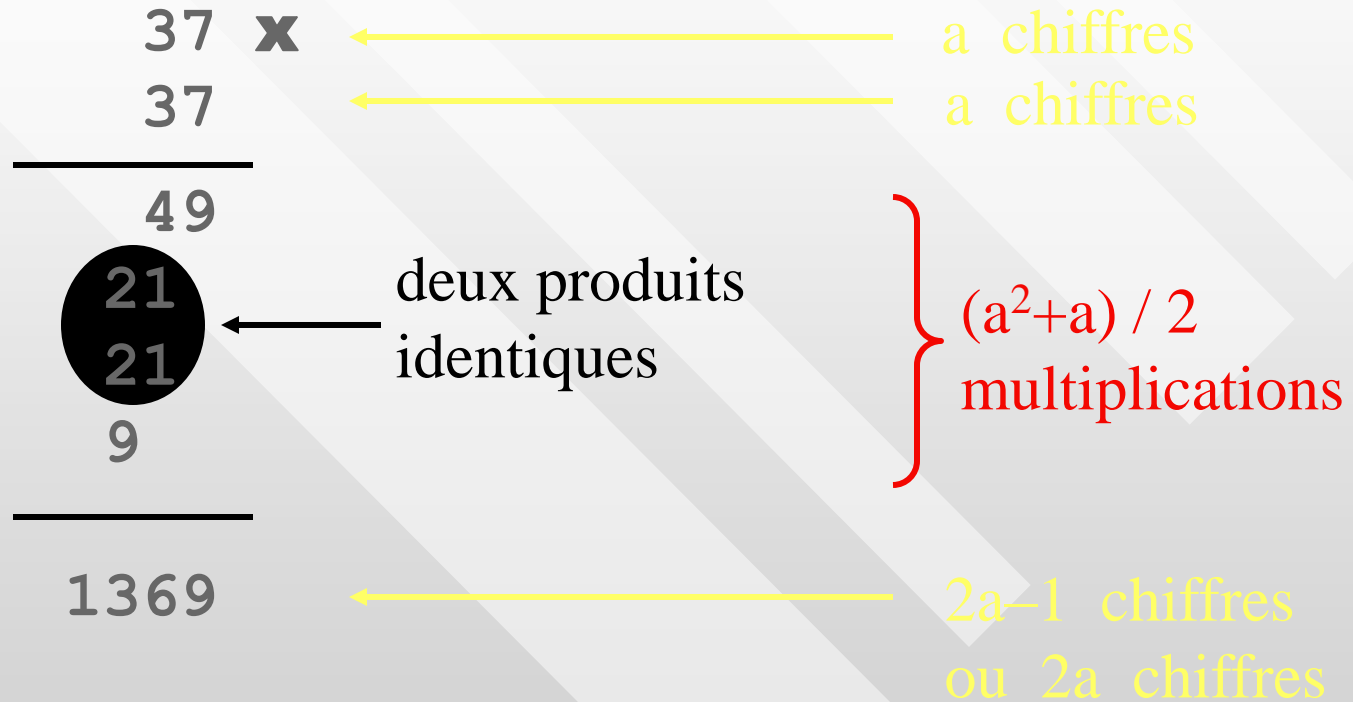 37 x a chiffres
37 a chiffres
49
21 deux produits
21 identiques
(a²+a) / 2
multiplications
9
1369 2a–1 chiffres
ou 2a chiffres